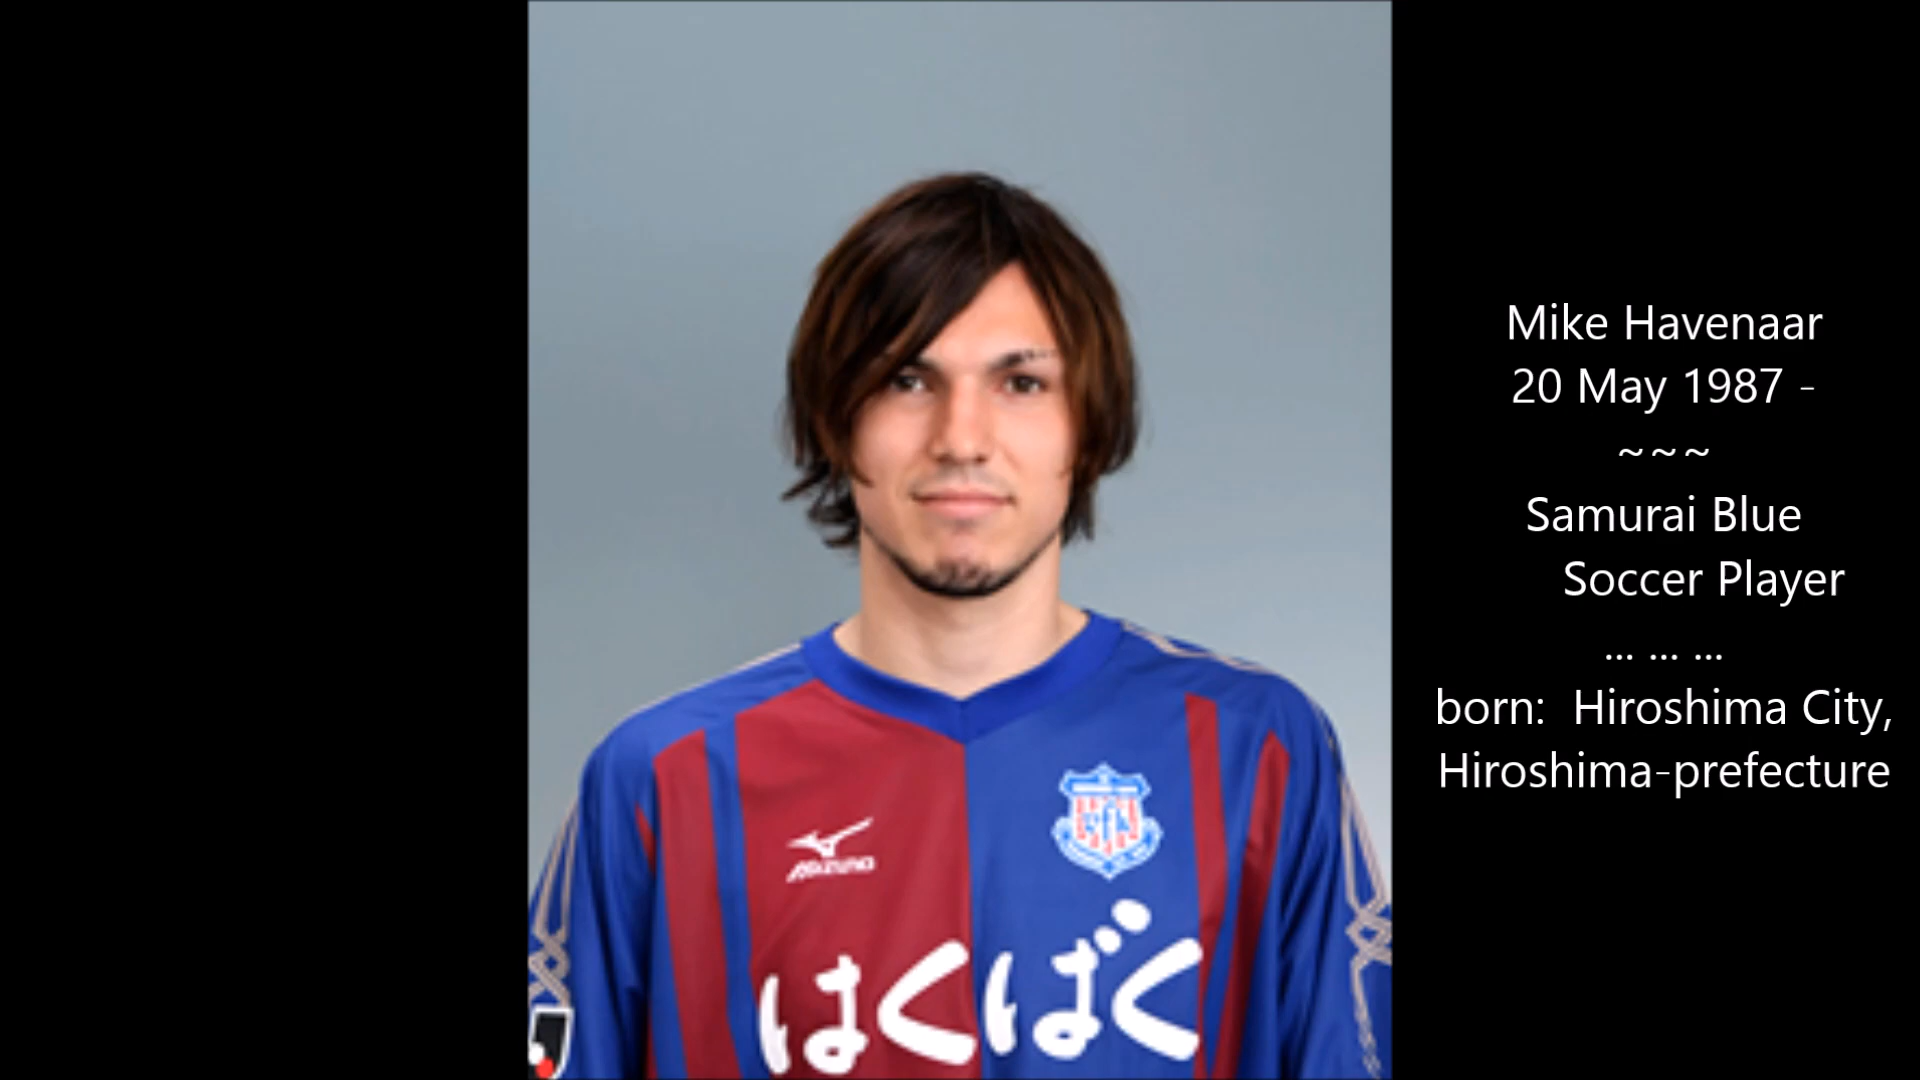 Mike Havenaar
20 May 1987 -
~~~
Samurai Blue
Soccer Player
... ... ...
born:  Hiroshima City,
Hiroshima-prefecture
MIZUNO
vfk
はくばく